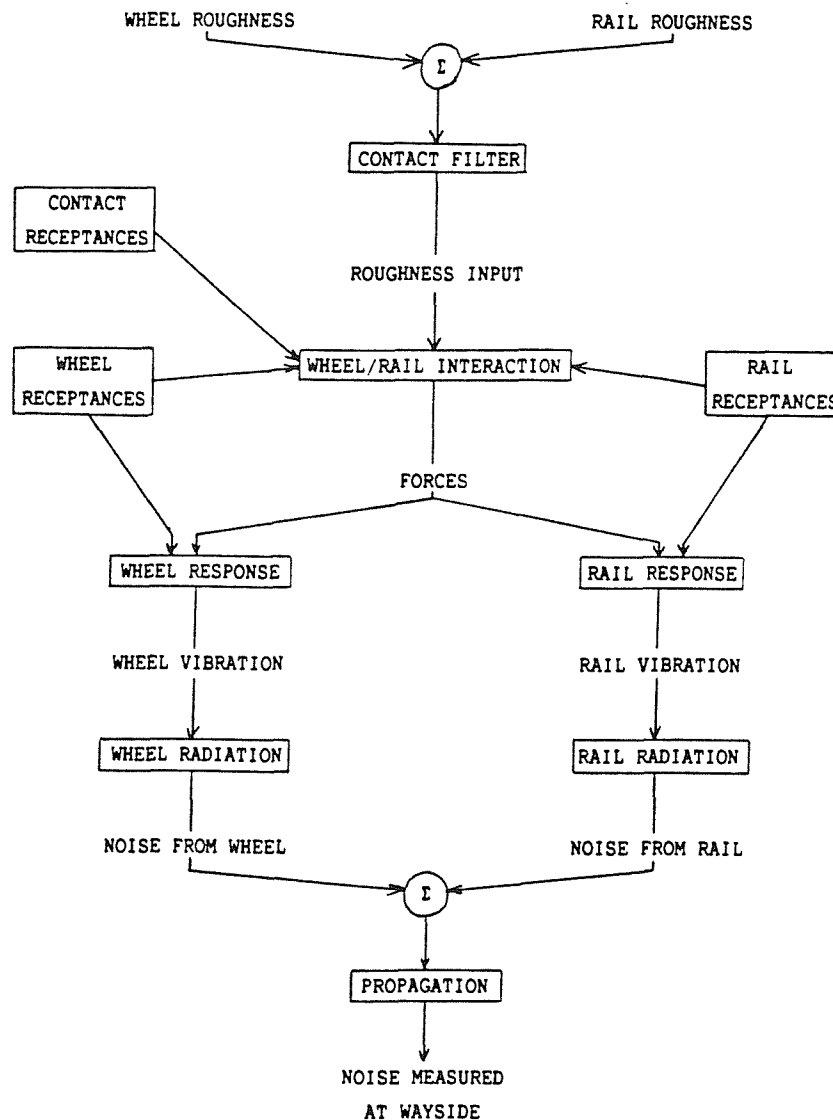 WHEEL ROUGHNESS
RAIL ROUGHNESS
Σ
CONTACT FILTER
CONTACT
RECEPTANCES
ROUGHNESS INPUT
WHEEL
RECEPTANCES
WHEEL/RAIL INTERACTION
RAIL
RECEPTANCES
FORCES
WHEEL RESPONSE
RAIL RESPONSE
WHEEL VIBRATION
RAIL VIBRATION
WHEEL RADIATION
RAIL RADIATION
NOISE FROM WHEEL
NOISE FROM RAIL
Σ
PROPAGATION
NOISE MEASURED
AT WAYSIDE